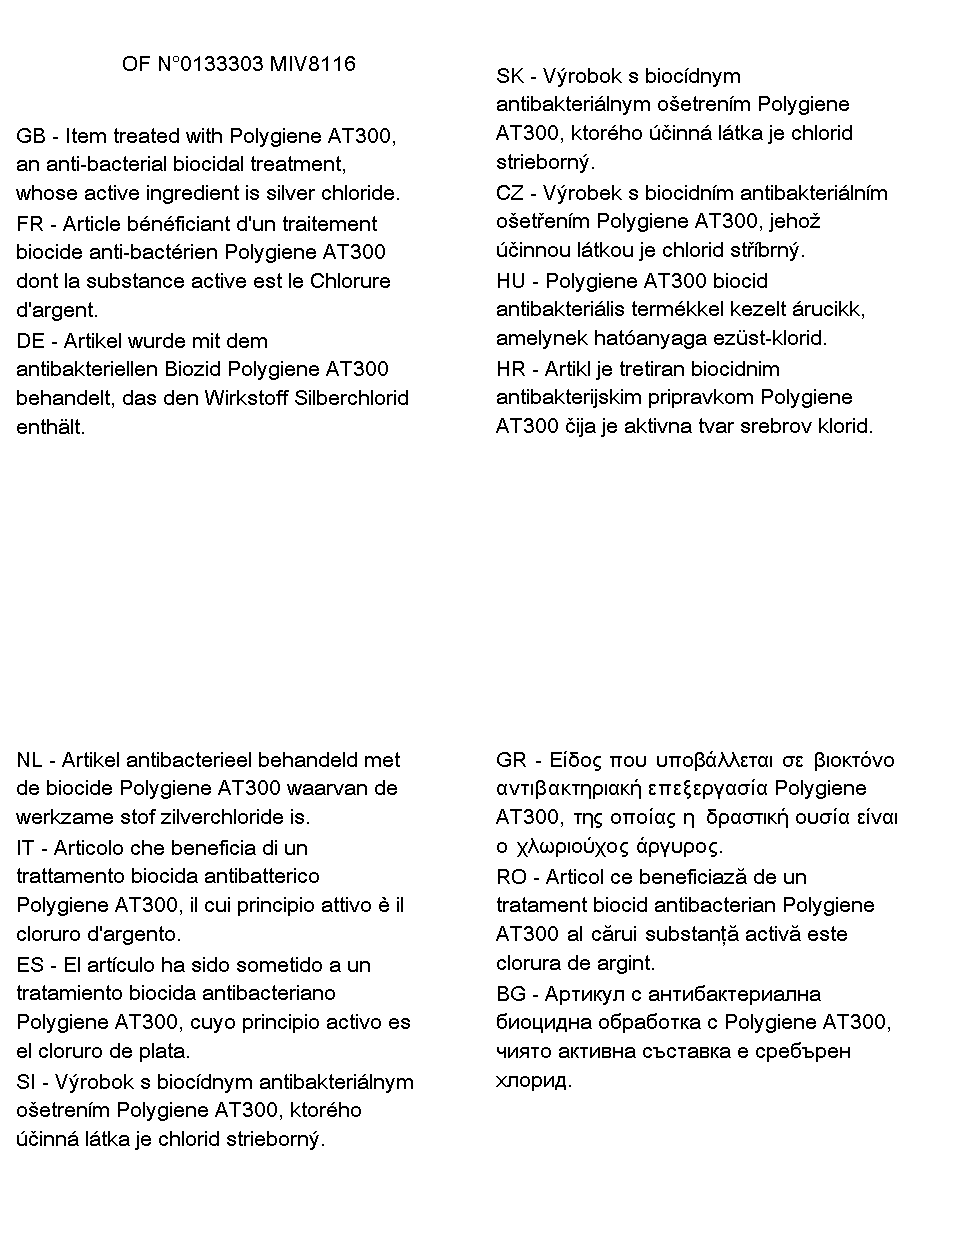 OF N°0133303 MIV8116
GB - Item treated with Polygiene AT300,
an anti-bacterial biocidal treatment,
whose active ingredient is silver chloride.
FR - Article bénéficiant d'un traitement
biocide anti-bactérien Polygiene AT300
dont la substance active est le Chlorure
d'argent.
DE - Artikel wurde mit dem
antibakteriellen Biozid Polygiene AT300
behandelt, das den Wirkstoff Silberchlorid
enthält.
SK - Výrobok s biocídnym
antibakteriálnym ošetrením Polygiene
AT300, ktorého účinná látka je chlorid
strieborný.
CZ - Výrobek s biocidním antibakteriálním
ošetřením Polygiene AT300, jehož
účinnou látkou je chlorid stříbrný.
HU - Polygiene AT300 biocid
antibakteriális termékkel kezelt árucikk,
amelynek hatóanyaga ezüst-klorid.
HR - Artikl je tretiran biocidnim
antibakterijskim pripravkom Polygiene
AT300 čija je aktivna tvar srebrov klorid.
NL - Artikel antibacterieel behandeld met
de biocide Polygiene AT300 waarvan de
werkzame stof zilverchloride is.
IT - Articolo che beneficia di un
trattamento biocida antibatterico
Polygiene AT300, il cui principio attivo è il
cloruro d'argento.
ES - El artículo ha sido sometido a un
tratamiento biocida antibacteriano
Polygiene AT300, cuyo principio activo es
el cloruro de plata.
SI - Výrobok s biocídnym antibakteriálnym
ošetrením Polygiene AT300, ktorého
účinná látka je chlorid strieborný.
GR - Είδος που υποβάλλεται σε βιοκτόνο
αντιβακτηριακή επεξεργασία Polygiene
AT300, της οποίας η δραστική ουσία είναι
ο χλωριούχος άργυρος.
RO - Articol ce beneficiază de un
tratament biocid antibacterian Polygiene
AT300 al cărui substanță activă este
clorura de argint.
BG - Артикул с антибактериална
биоцидна обработка с Polygiene AT300,
чиято активна съставка е сребърен
хлорид.